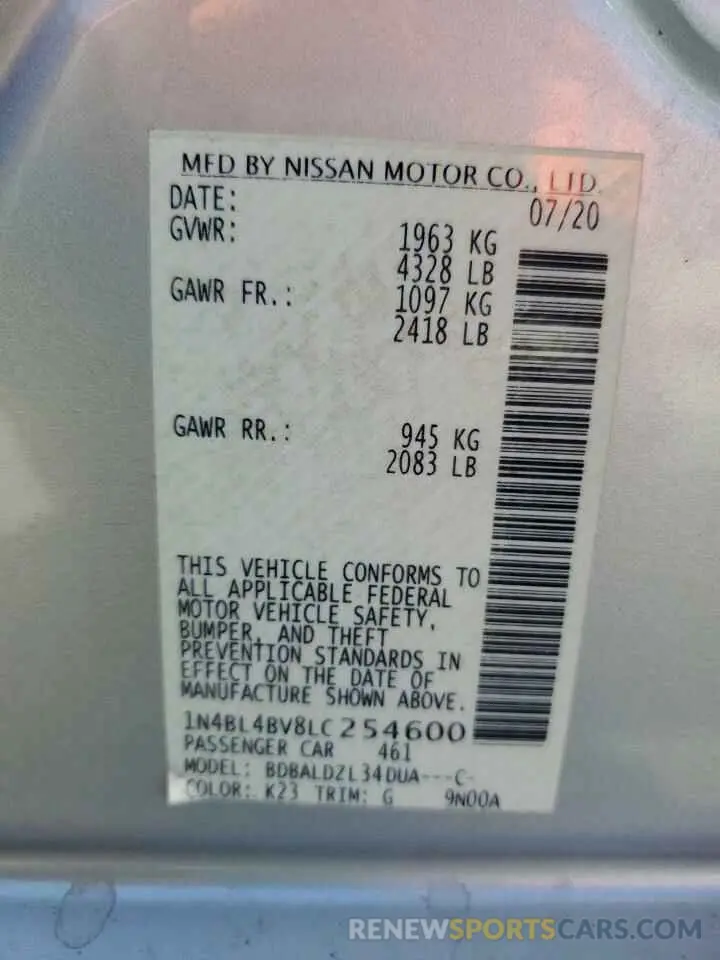 MFD BY NISSAN MOTOR CO., LTD.
DATE: 07/20
GVWR: 1963 KG
4328 LB
GAWR FR.: 1097 KG
2418 LB
GAWR RR.: 945 KG
2083 LB
THIS VEHICLE CONFORMS TO
ALL APPLICABLE FEDERAL
MOTOR VEHICLE SAFETY,
BUMPER, AND THEFT
PREVENTION STANDARDS IN
EFFECT ON THE DATE OF
MANUFACTURE SHOWN ABOVE.
1N4BL4BV8LC254600
PASSENGER CAR 461
MODEL: BDBALDZL34DUA---C-
COLOR: K23 TRIM: G 9N00A
RENEWSPORTSCARS.COM